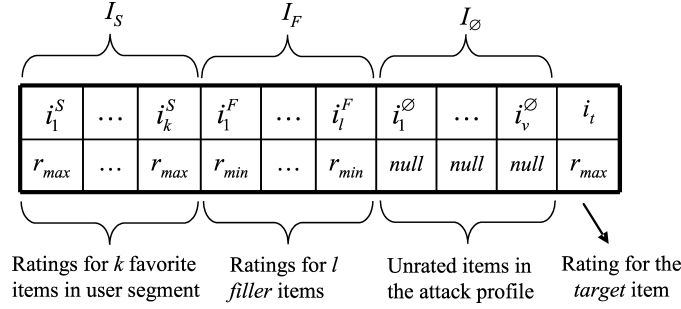 I_S I_F I_∅
i_1^S … i_k^S i_1^F … i_l^F i_1^∅ … i_v^∅ i_t
r_max … r_max r_min … r_min null null null r_max
Ratings for k favorite
items in user segment
Ratings for l
filler items
Unrated items in
the attack profile
Rating for the
target item